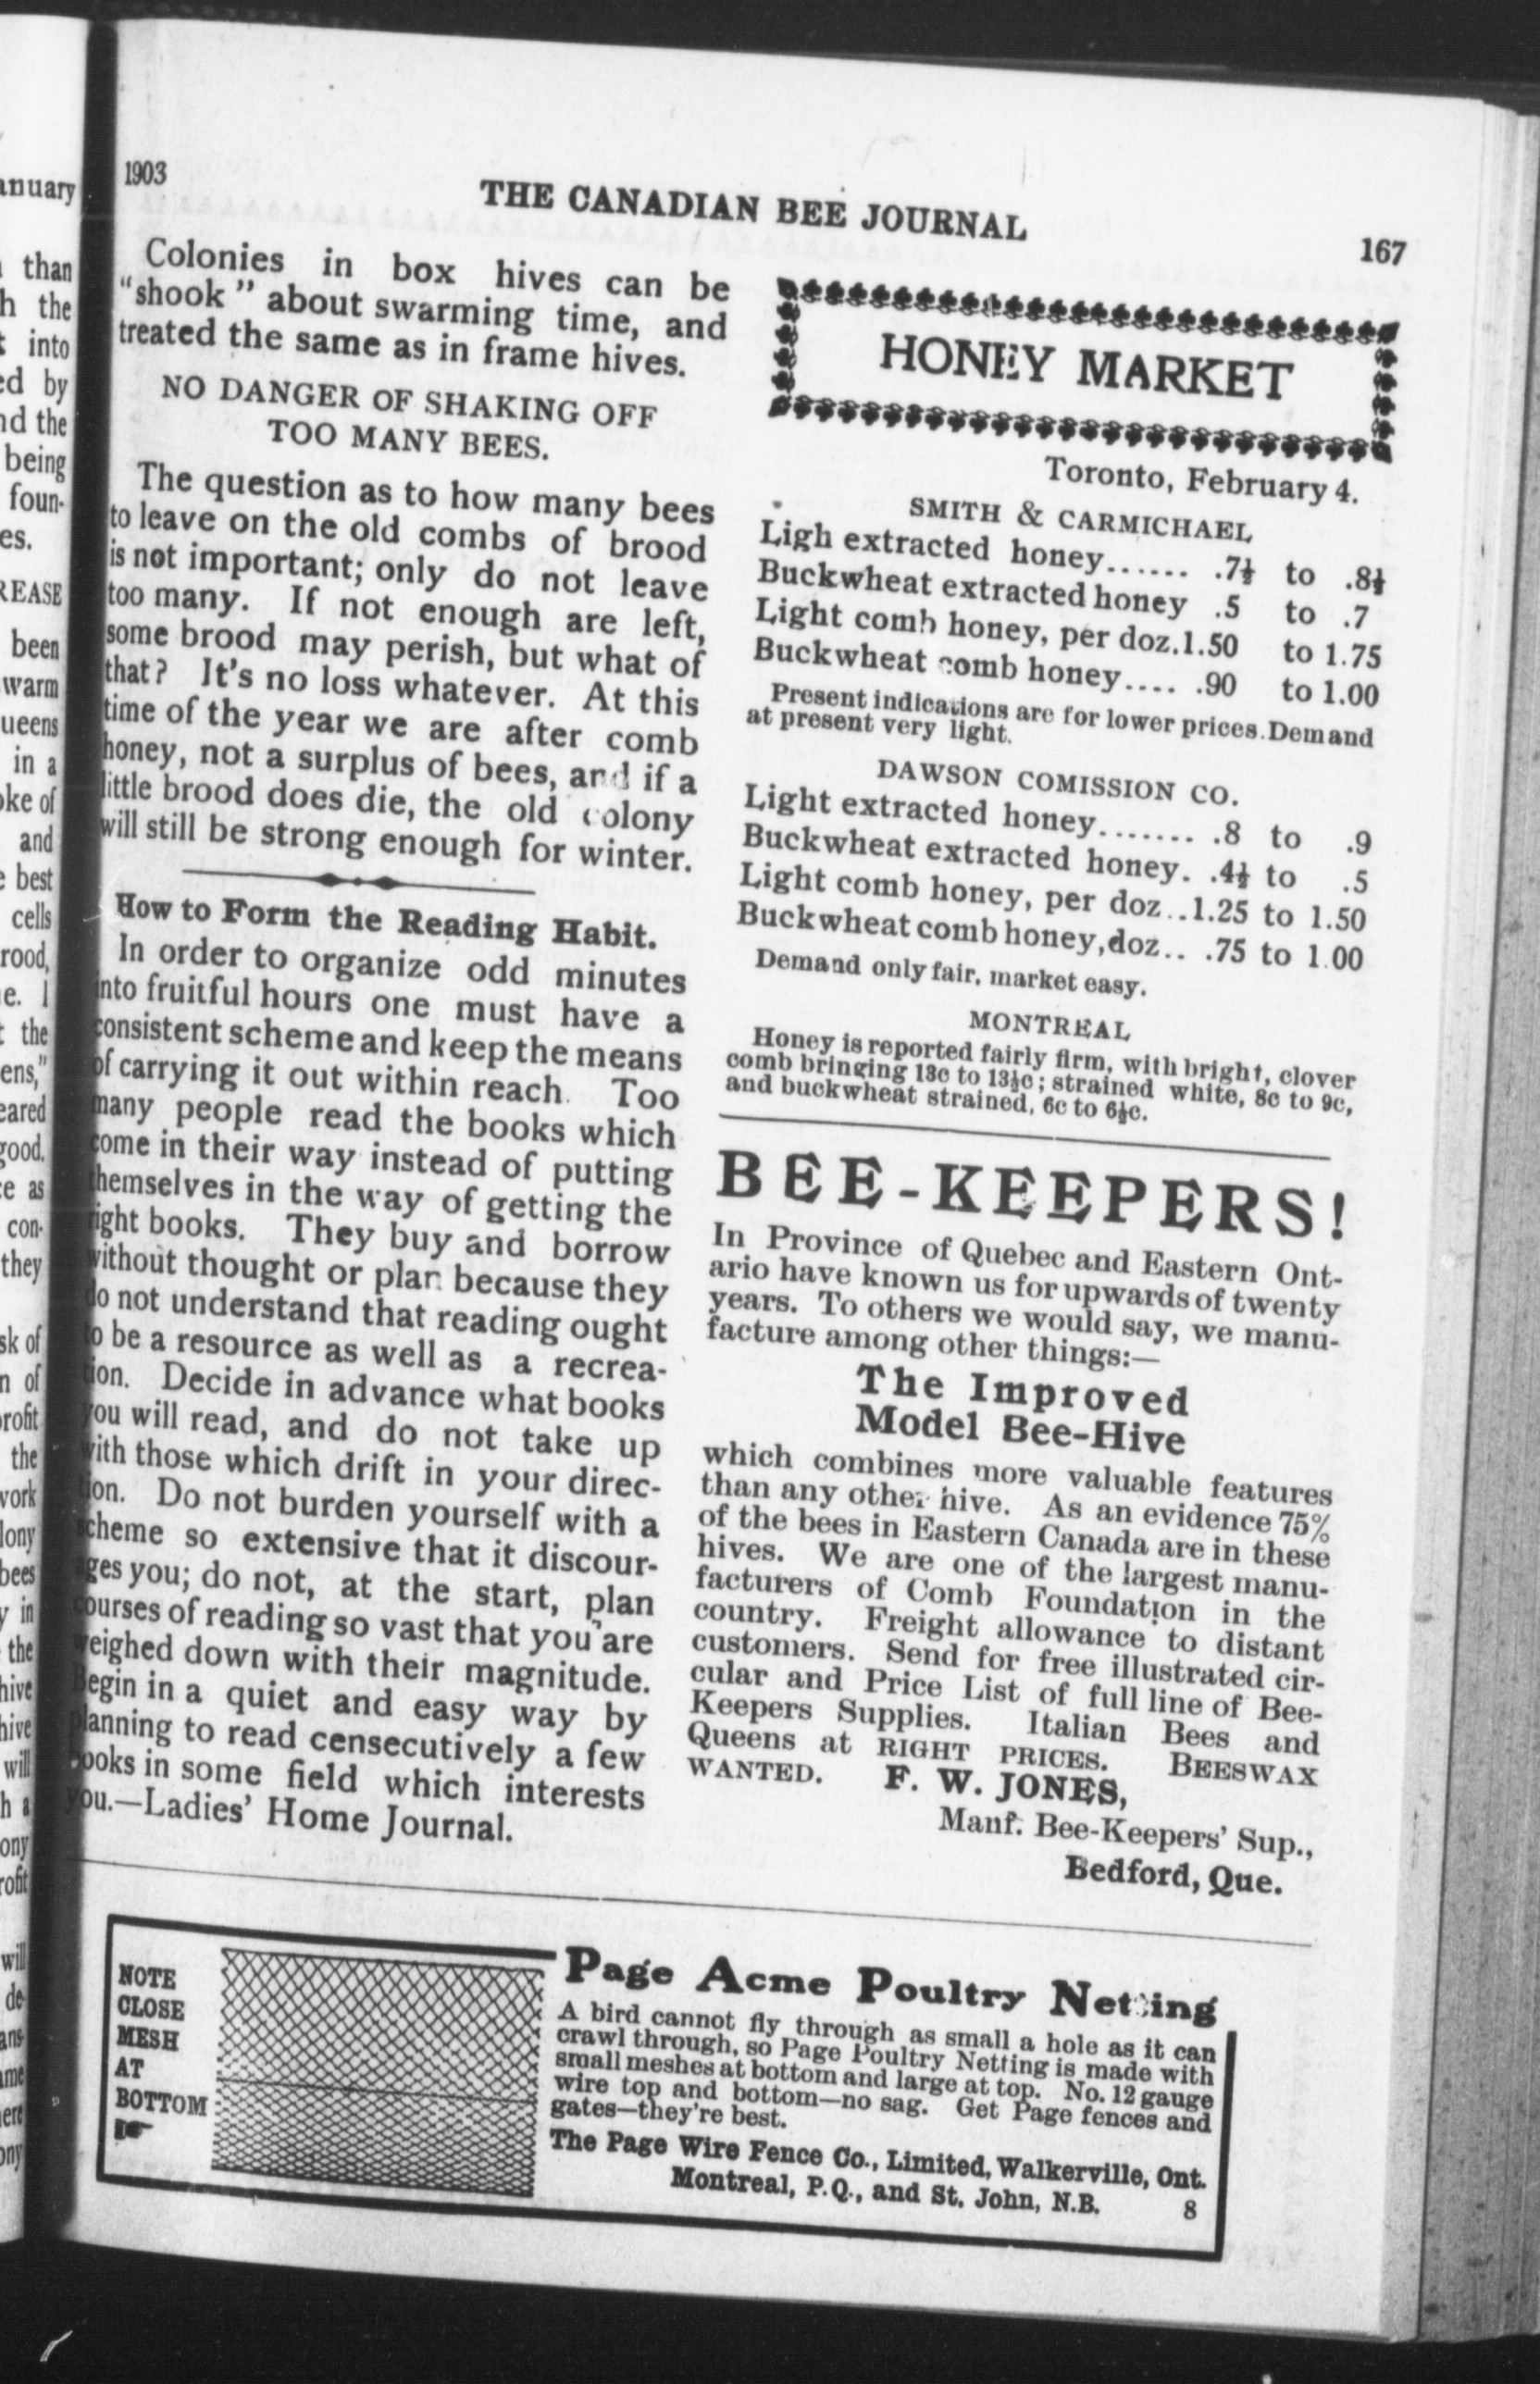 1903
THE CANADIAN BEE JOURNAL
167
Colonies in box hives can be
"shook" about swarming time, and
treated the same as in frame hives.
NO DANGER OF SHAKING OFF
TOO MANY BEES.
The question as to how many bees
to leave on the old combs of brood
is not important; only do not leave
too many. If not enough are left,
some brood may perish, but what of
that? It's no loss whatever. At this
time of the year we are after comb
honey, not a surplus of bees, and if a
little brood does die, the old colony
will still be strong enough for winter.
How to Form the Reading Habit.
In order to organize odd minutes
into fruitful hours one must have a
consistent scheme and keep the means
of carrying it out within reach. Too
many people read the books which
come in their way instead of putting
themselves in the way of getting the
right books. They buy and borrow
without thought or plan because they
do not understand that reading ought
to be a resource as well as a recrea-
tion. Decide in advance what books
you will read, and do not take up
with those which drift in your direc-
tion. Do not burden yourself with a
scheme so extensive that it discour-
ages you; do not, at the start, plan
courses of reading so vast that you are
weighed down with their magnitude.
Begin in a quiet and easy way by
planning to read censecutively a few
books in some field which interests
you.—Ladies' Home Journal.
HONEY MARKET
Toronto, February 4.
SMITH & CARMICHAEL
Ligh extracted honey...... .7½ to .8½
Buckwheat extracted honey .5 to .7
Light comb honey, per doz.1.50 to 1.75
Buckwheat comb honey.... .90 to 1.00
Present indications are for lower prices. Demand
at present very light.
DAWSON COMISSION CO.
Light extracted honey....... .8 to .9
Buckwheat extracted honey. .4½ to .5
Light comb honey, per doz..1.25 to 1.50
Buckwheat comb honey, doz.. .75 to 1.00
Demand only fair, market easy.
MONTREAL
Honey is reported fairly firm, with bright, clover
comb bringing 13c to 13½c; strained white, 8c to 9c,
and buckwheat strained, 6c to 6½c.
BEE-KEEPERS!
In Province of Quebec and Eastern Ont-
ario have known us for upwards of twenty
years. To others we would say, we manu-
facture among other things:—
The Improved
Model Bee-Hive
which combines more valuable features
than any other hive. As an evidence 75%
of the bees in Eastern Canada are in these
hives. We are one of the largest manu-
facturers of Comb Foundation in the
country. Freight allowance to distant
customers. Send for free illustrated cir-
cular and Price List of full line of Bee-
Keepers Supplies. Italian Bees and
Queens at RIGHT PRICES. BEESWAX
WANTED. F. W. JONES,
Manf. Bee-Keepers' Sup.,
Bedford, Que.
NOTE
CLOSE
MESH
AT
BOTTOM
☛
Page Acme Poultry Netting
A bird cannot fly through as small a hole as it can
crawl through, so Page Poultry Netting is made with
small meshes at bottom and large at top. No. 12 gauge
wire top and bottom—no sag. Get Page fences and
gates—they're best.
The Page Wire Fence Co., Limited, Walkerville, Ont.
Montreal, P.Q., and St. John, N.B. 8